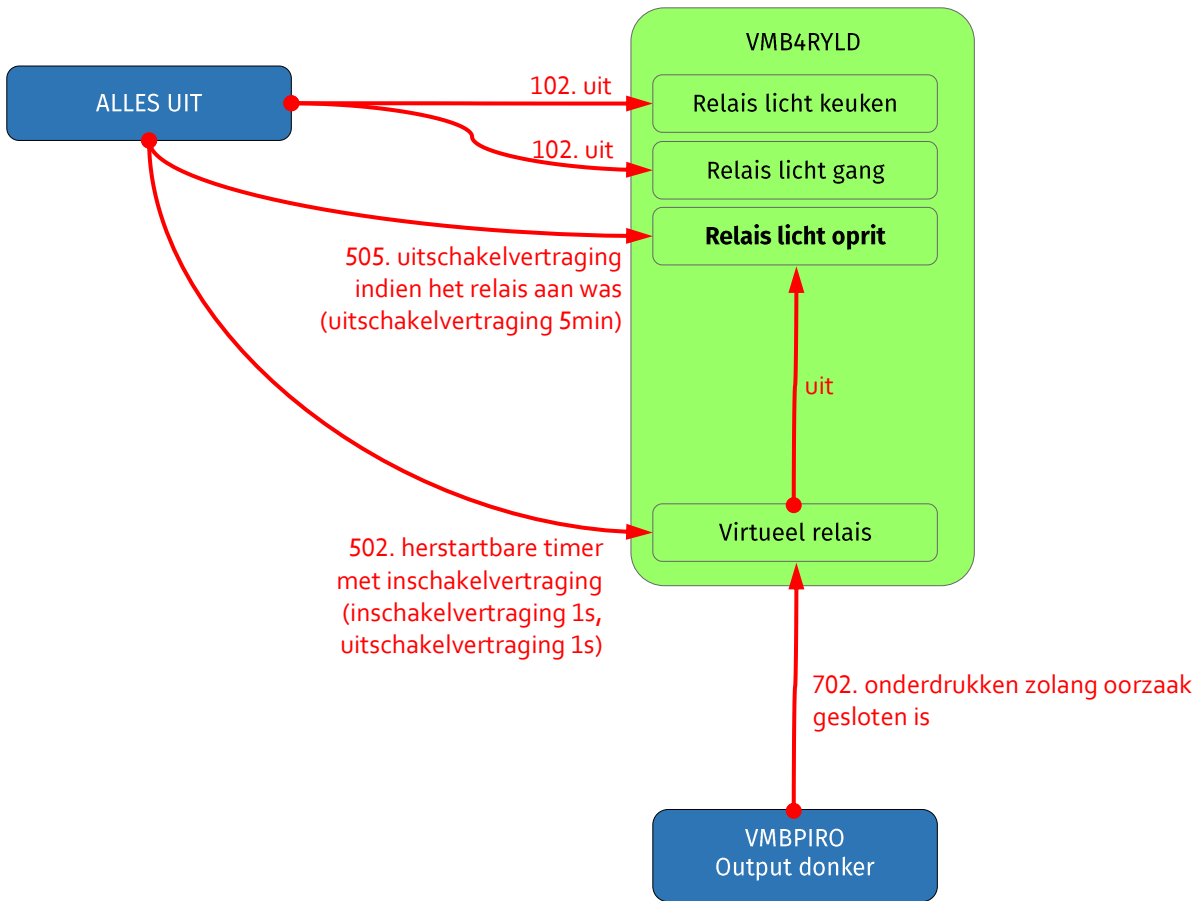 VMB4RYLD
ALLES UIT
102. uit
Relais licht keuken
102. uit
Relais licht gang
Relais licht oprit
505. uitschakelvertraging
indien het relais aan was
(uitschakelvertraging 5min)
uit
Virtueel relais
502. herstartbare timer
met inschakelvertraging
(inschakelvertraging 1s,
uitschakelvertraging 1s)
702. onderdrukken zolang oorzaak
gesloten is
VMBPIRO
Output donker